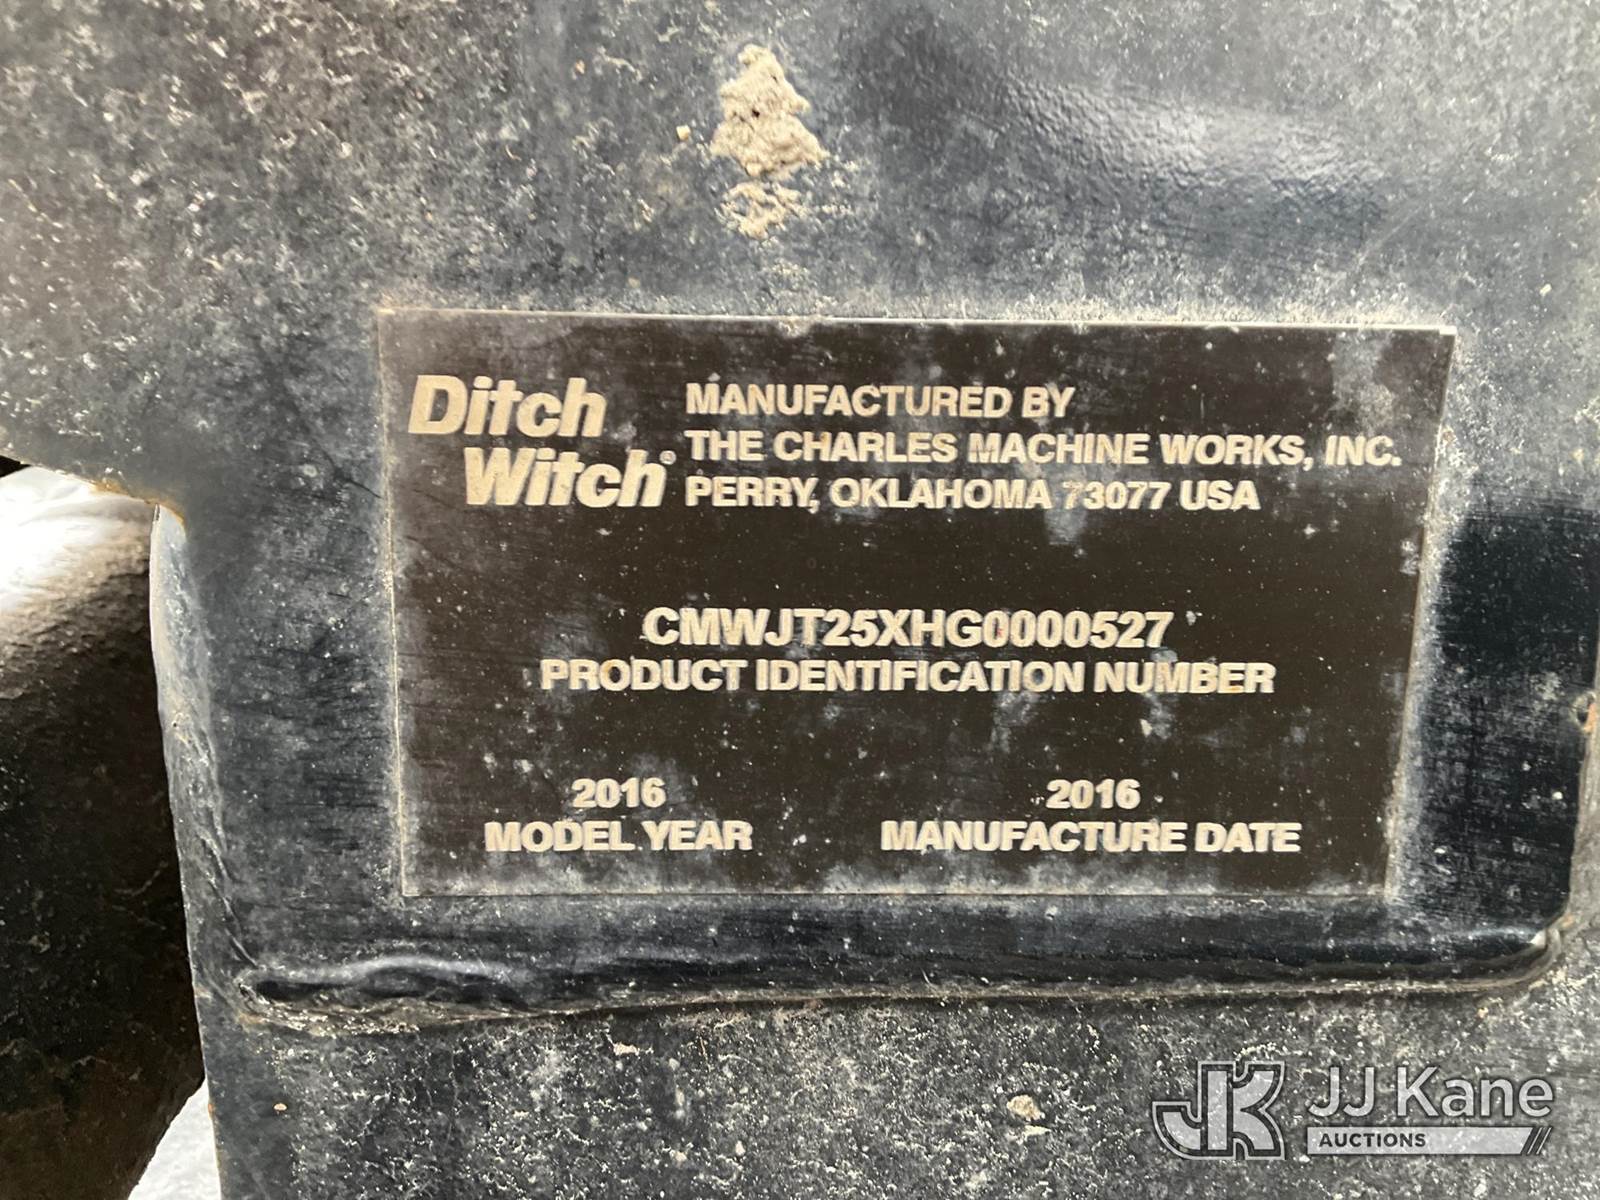 Ditch
Witch®
MANUFACTURED BY
THE CHARLES MACHINE WORKS, INC.
PERRY, OKLAHOMA 73077 USA
CMWJT25XHG0000527
PRODUCT IDENTIFICATION NUMBER
2016
MODEL YEAR
2016
MANUFACTURE DATE
JK
JJ Kane
AUCTIONS